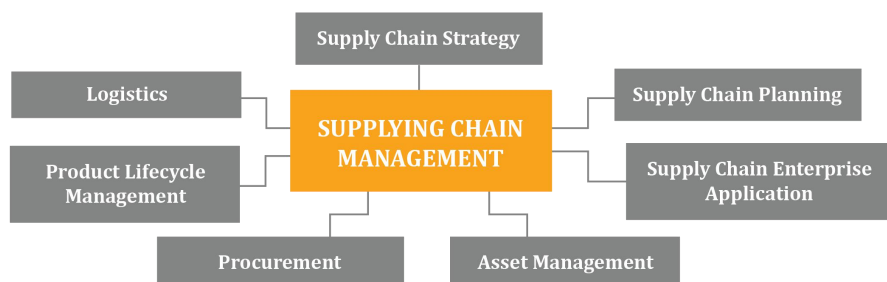 Supply Chain Strategy
Logistics
Supply Chain Planning
SUPPLYING CHAIN
MANAGEMENT
Product Lifecycle
Management
Supply Chain Enterprise
Application
Procurement
Asset Management